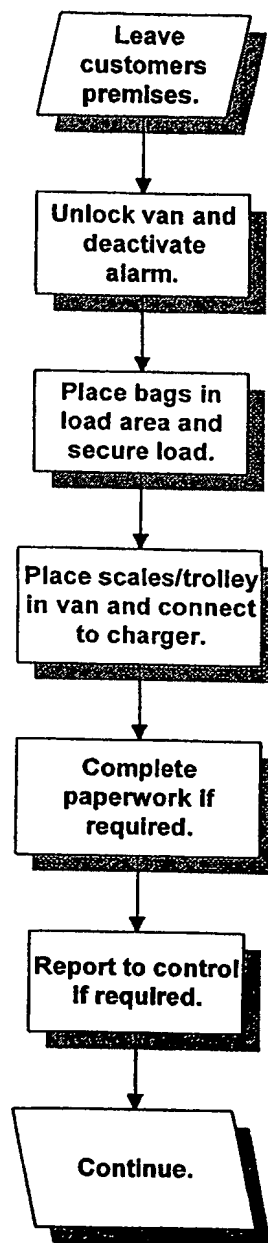 Leave
customers
premises.
Unlock van and
deactivate
alarm.
Place bags in
load area and
secure load.
Place scales/trolley
in van and connect
to charger.
Complete
paperwork if
required.
Report to control
if required.
Continue.